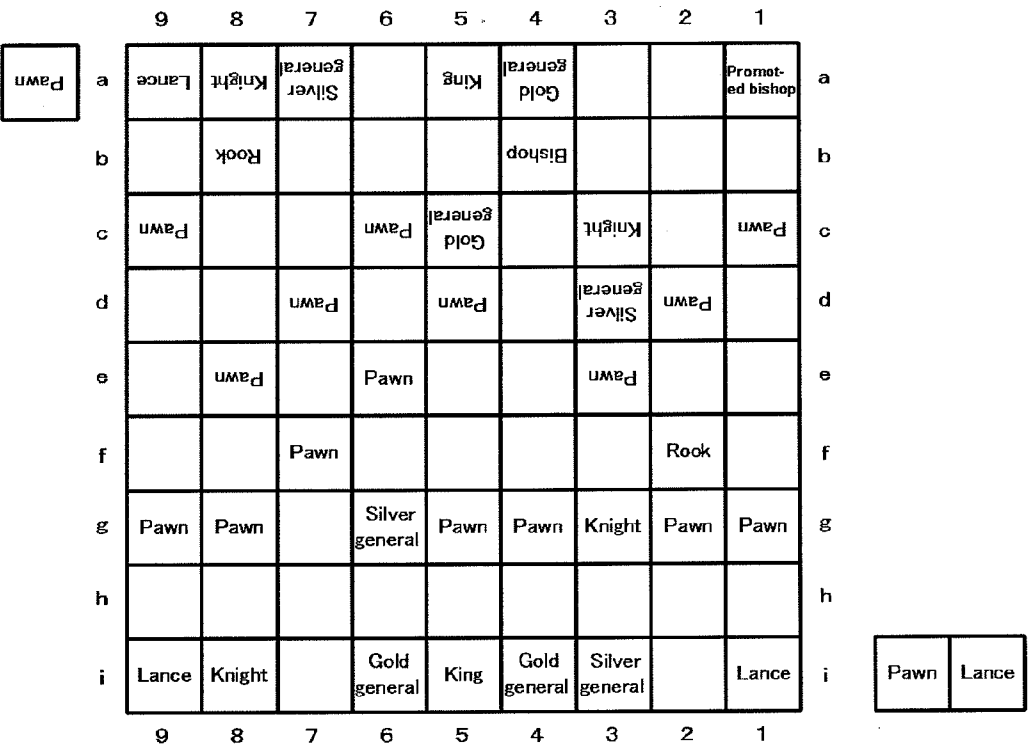 9 8 7 6 5 4 3 2 1
Pawn
a
Lance
Knight
Silver
general
King
Gold
general
Promot-
ed bishop
a
b
Rook
Bishop
b
c
Pawn
Pawn
Gold
general
Knight
Pawn
c
d
Pawn
Pawn
Silver
general
Pawn
d
e
Pawn
Pawn
Pawn
e
f
Pawn
Rook
f
g
Pawn
Pawn
Silver
general
Pawn
Pawn
Knight
Pawn
Pawn
g
h
h
i
Lance
Knight
Gold
general
King
Gold
general
Silver
general
Lance
i
Pawn
Lance
9 8 7 6 5 4 3 2 1